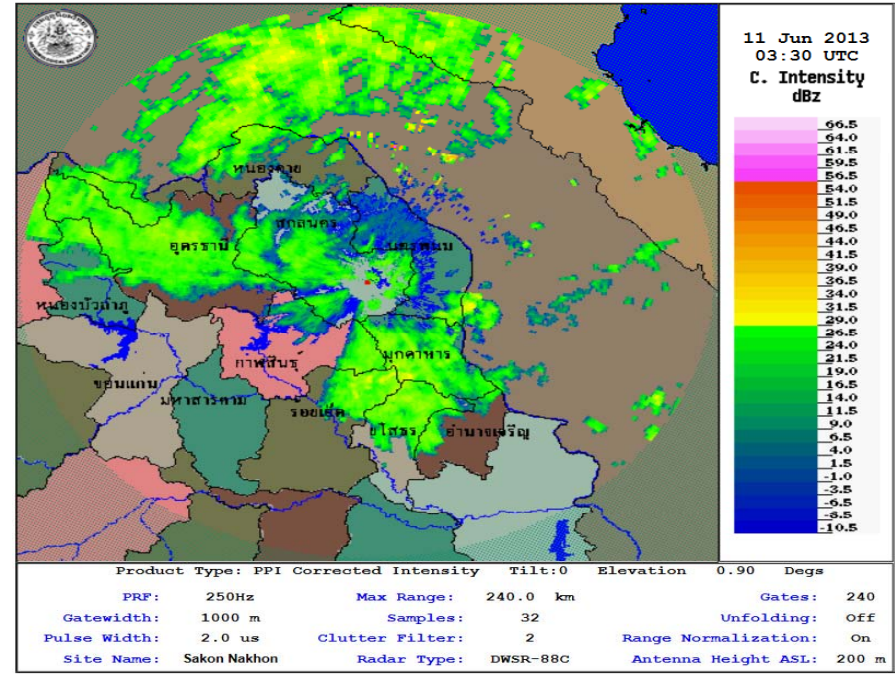 11 Jun 2013
03:30 UTC
C. Intensity
dBz
66.5
64.0
61.5
59.5
56.5
54.0
51.5
49.0
46.5
44.0
41.5
39.0
36.5
34.0
31.5
29.0
26.5
24.0
21.5
19.0
16.5
14.0
11.5
9.0
6.5
4.0
1.5
-1.0
-3.5
-6.5
-8.5
-10.5
หนองคาย
สกลนคร
อุดรธานี
นครพนม
หนองบัวลำภู
มุกดาหาร
กาฬสินธุ์
ขอนแก่น
มหาสารคาม
ร้อยเอ็ด
ยโสธร
อำนาจเจริญ
Product Type: PPI Corrected Intensity Tilt:0 Elevation 0.90 Degs
PRF: 250Hz Max Range: 240.0 km Gates: 240
Gatewidth: 1000 m Samples: 32 Unfolding: Off
Pulse Width: 2.0 us Clutter Filter: 2 Range Normalization: On
Site Name: Sakon Nakhon Radar Type: DWSR-88C Antenna Height ASL: 200 m